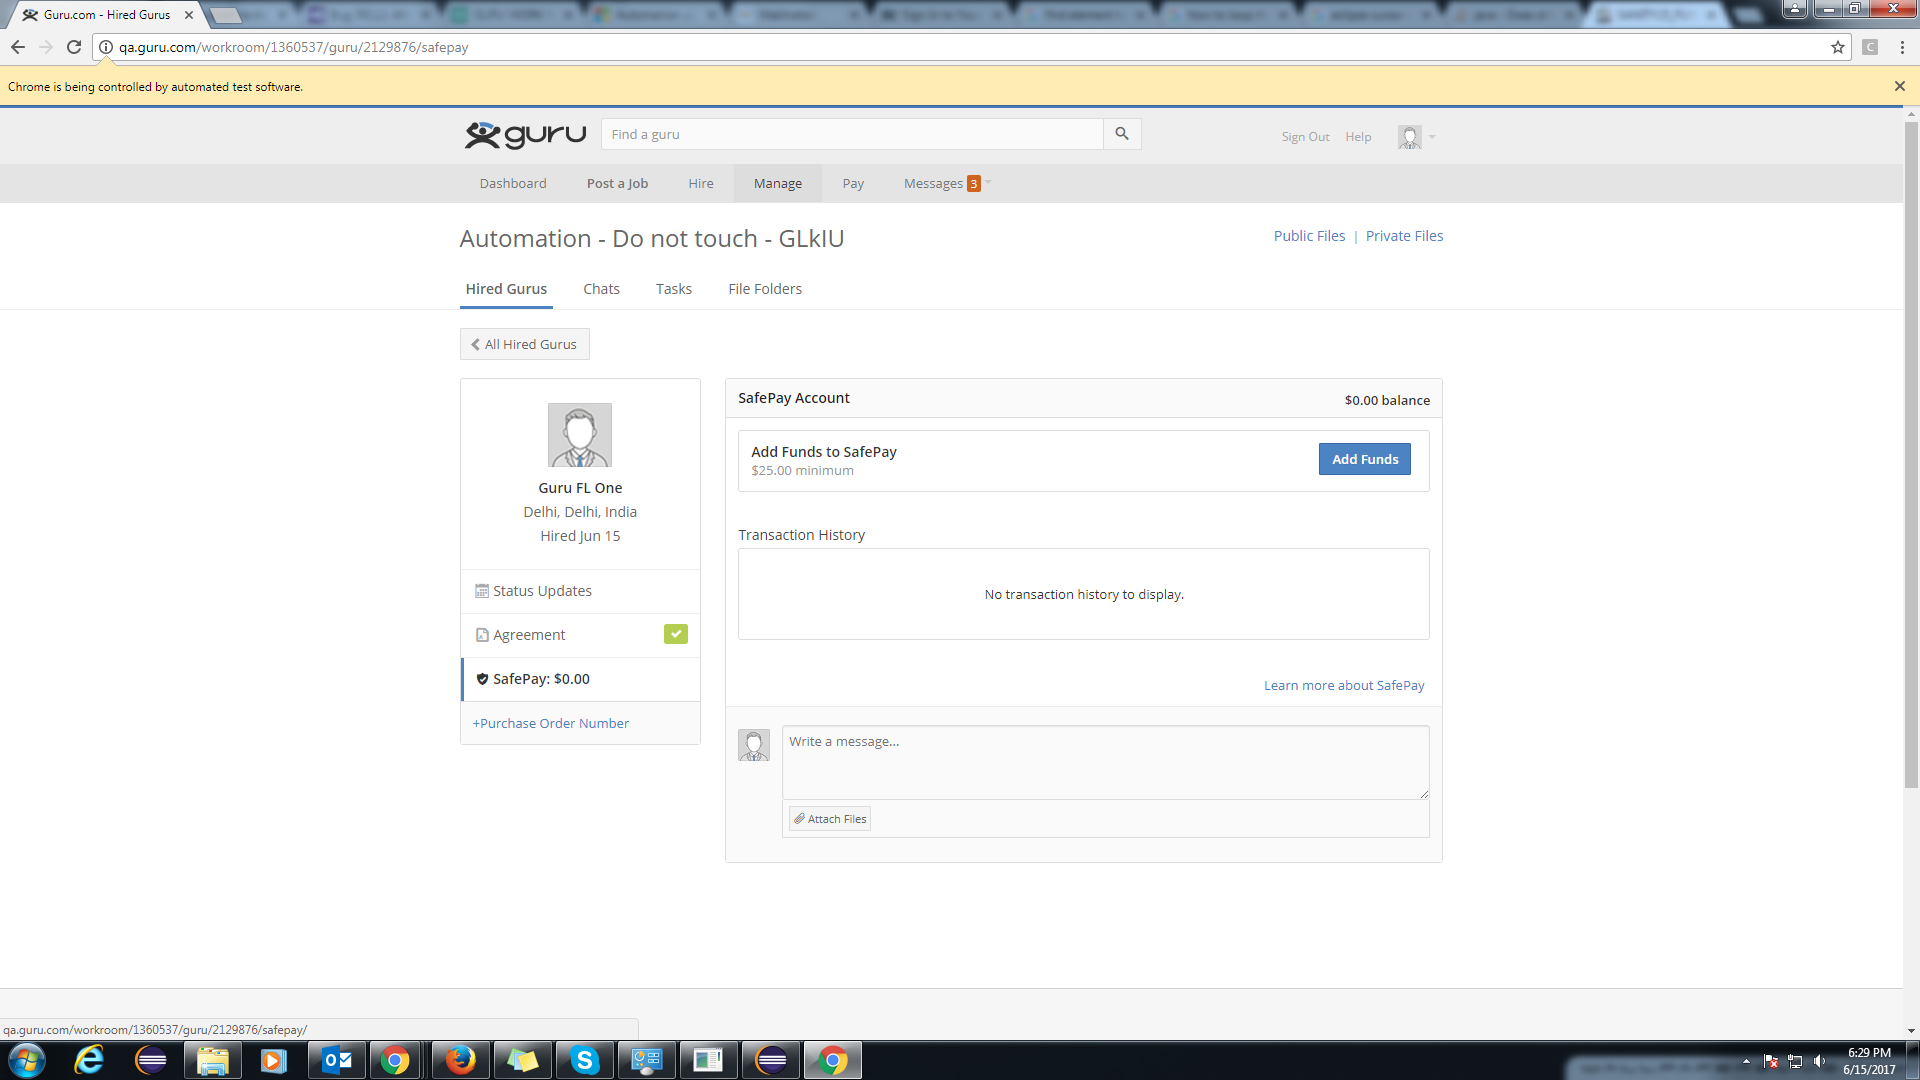 Guru.com - Hired Gurus
qa.guru.com/workroom/1360537/guru/2129876/safepay
C
Chrome is being controlled by automated test software.
guru
Find a guru
Sign Out Help
Dashboard Post a Job Hire Manage Pay Messages 3
Automation - Do not touch - GLkIU
Public Files | Private Files
Hired Gurus Chats Tasks File Folders
All Hired Gurus
Guru FL One
Delhi, Delhi, India
Hired Jun 15
Status Updates
Agreement
SafePay: $0.00
+Purchase Order Number
SafePay Account
$0.00 balance
Add Funds to SafePay
$25.00 minimum
Add Funds
Transaction History
No transaction history to display.
Learn more about SafePay
Write a message...
Attach Files
qa.guru.com/workroom/1360537/guru/2129876/safepay/
6:29 PM
6/15/2017